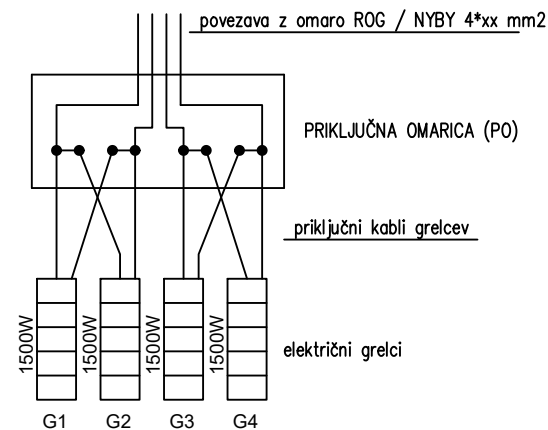 povezava z omaro ROG / NYBY 4*xx mm2
PRIKLJUČNA OMARICA (PO)
priključni kabli grelcev
1500W
1500W
1500W
1500W
električni grelci
G1
G2
G3
G4